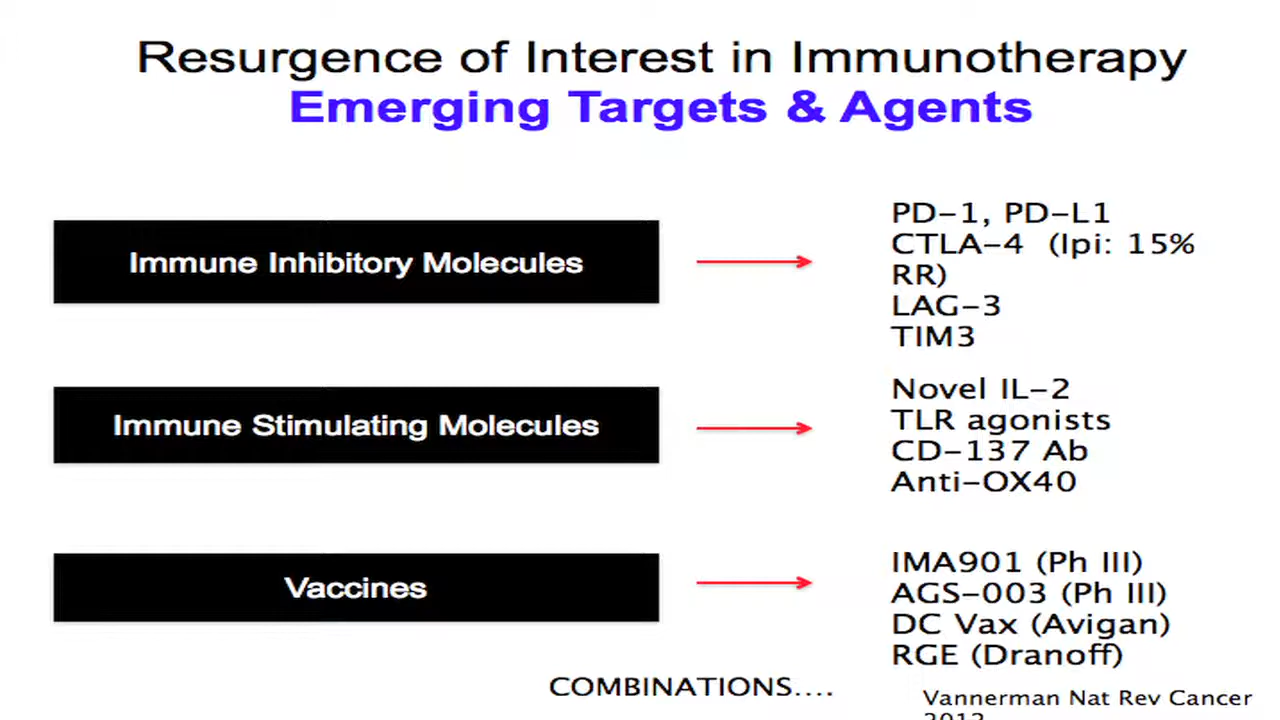 Resurgence of Interest in Immunotherapy
Emerging Targets & Agents
Immune Inhibitory Molecules
PD-1, PD-L1
CTLA-4 (Ipi: 15%
RR)
LAG-3
TIM3
Immune Stimulating Molecules
Novel IL-2
TLR agonists
CD-137 Ab
Anti-OX40
Vaccines
IMA901 (Ph III)
AGS-003 (Ph III)
DC Vax (Avigan)
RGE (Dranoff)
COMBINATIONS....
Vannerman Nat Rev Cancer